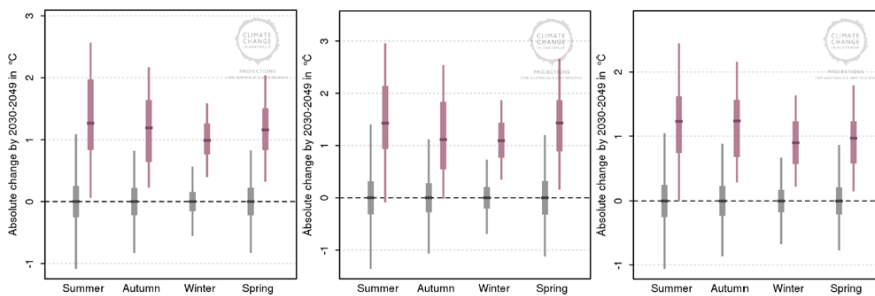 Absolute change by 2030-2049 in °C
3
2
1
0
-1
CLIMATE
CHANGE
IN AUSTRALIA
PROJECTIONS
Summer Autumn Winter Spring
Absolute change by 2030-2049 in °C
3
2
1
0
-1
CLIMATE
CHANGE
IN AUSTRALIA
PROJECTIONS
Summer Autumn Winter Spring
Absolute change by 2030-2049 in °C
2
1
0
-1
CLIMATE
CHANGE
IN AUSTRALIA
PROJECTIONS
Summer Autumn Winter Spring